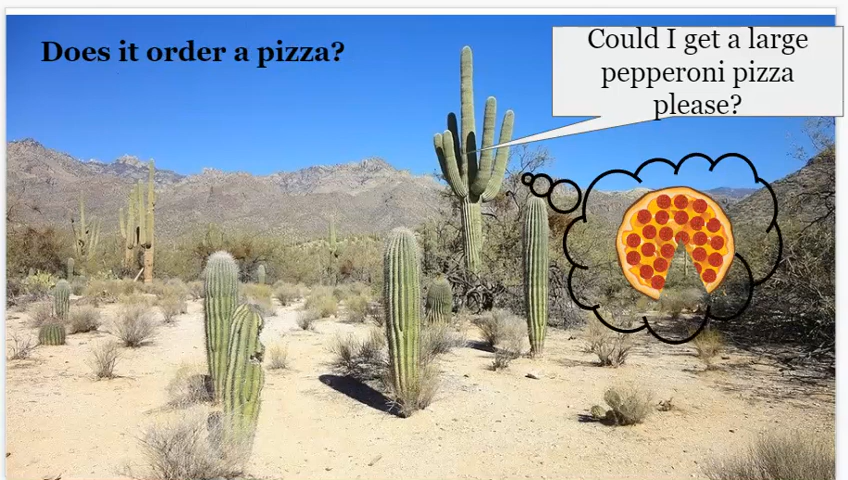 Does it order a pizza?
Could I get a large
pepperoni pizza
please?